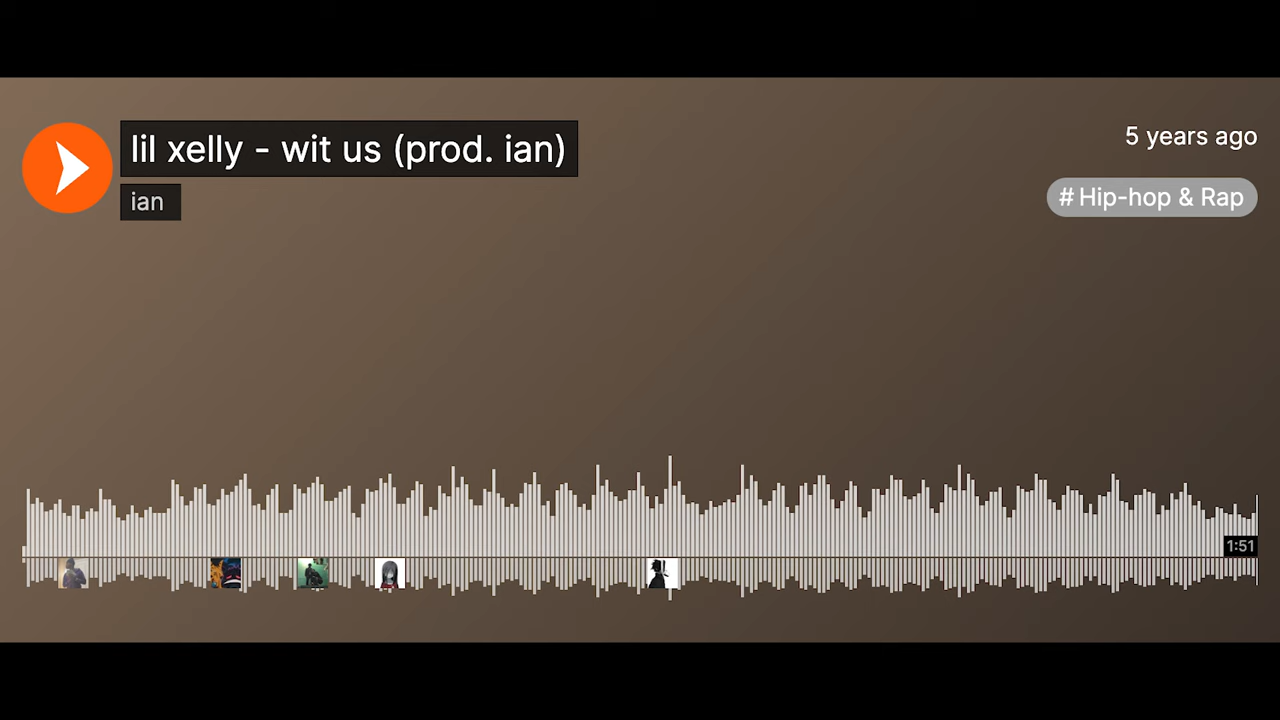 lil xelly - wit us (prod. ian)
ian
5 years ago
# Hip-hop & Rap
1:51